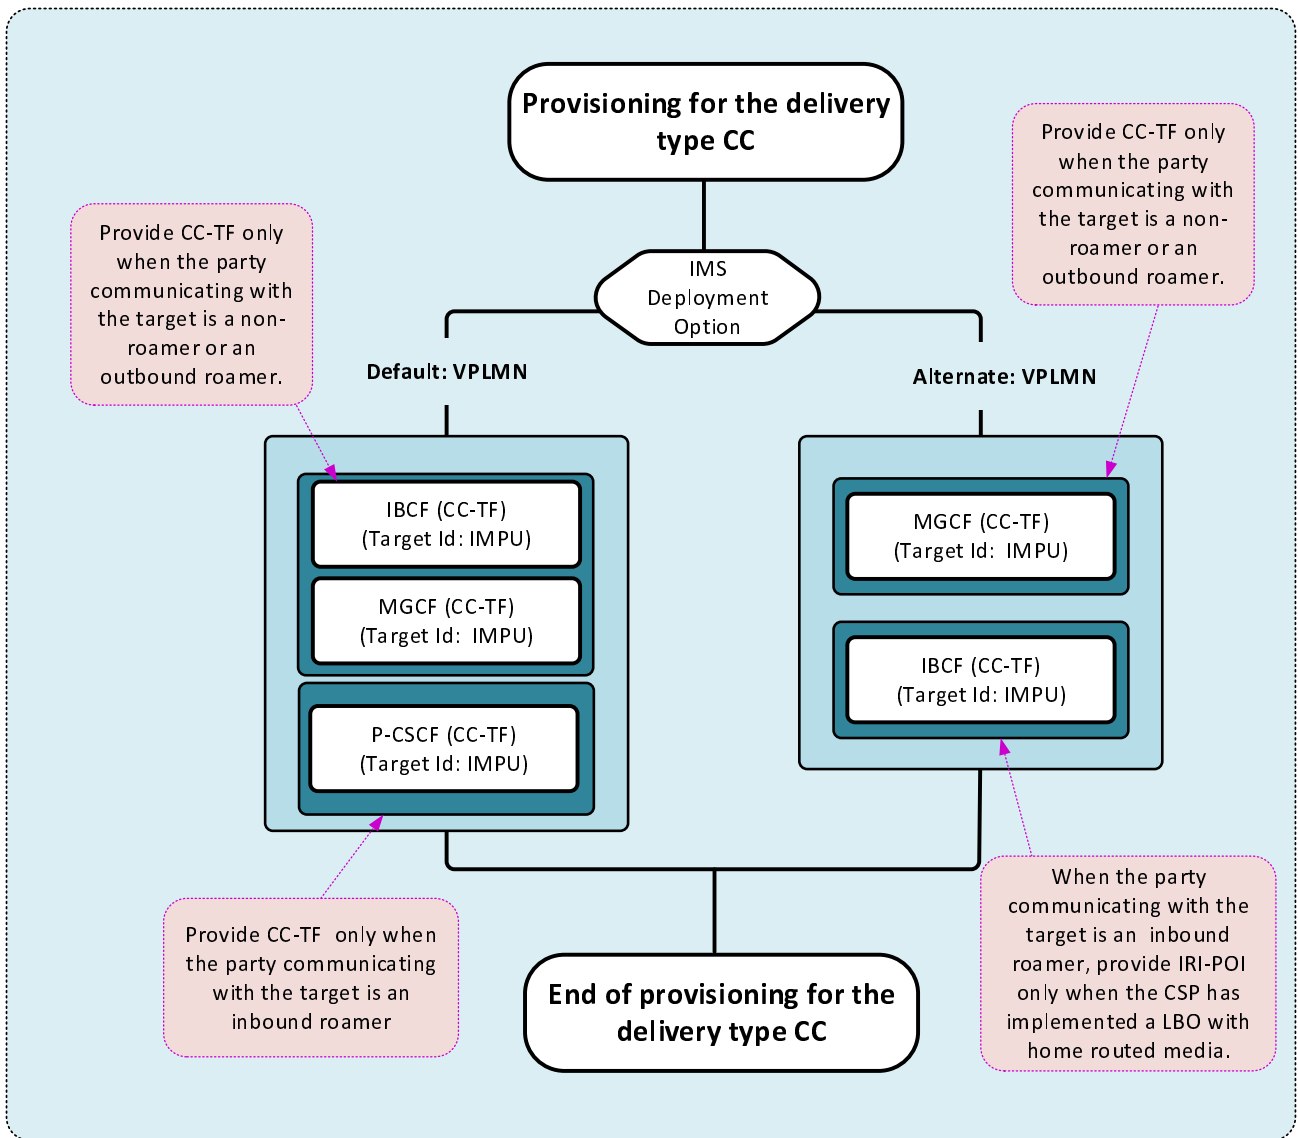 Provisioning for the delivery
type CC
Provide CC-TF only
when the party
communicating with
the target is a non-
roamer or an
outbound roamer.
Provide CC-TF only
when the party
communicating with
the target is a non-
roamer or an
outbound roamer.
IMS
Deployment
Option
Default: VPLMN
Alternate: VPLMN
IBCF (CC-TF)
(Target Id: IMPU)
MGCF (CC-TF)
(Target Id: IMPU)
P-CSCF (CC-TF)
(Target Id: IMPU)
MGCF (CC-TF)
(Target Id: IMPU)
IBCF (CC-TF)
(Target Id: IMPU)
Provide CC-TF only when
the party communicating
with the target is an
inbound roamer
When the party
communicating with the
target is an inbound
roamer, provide IRI-POI
only when the CSP has
implemented a LBO with
home routed media.
End of provisioning for the
delivery type CC